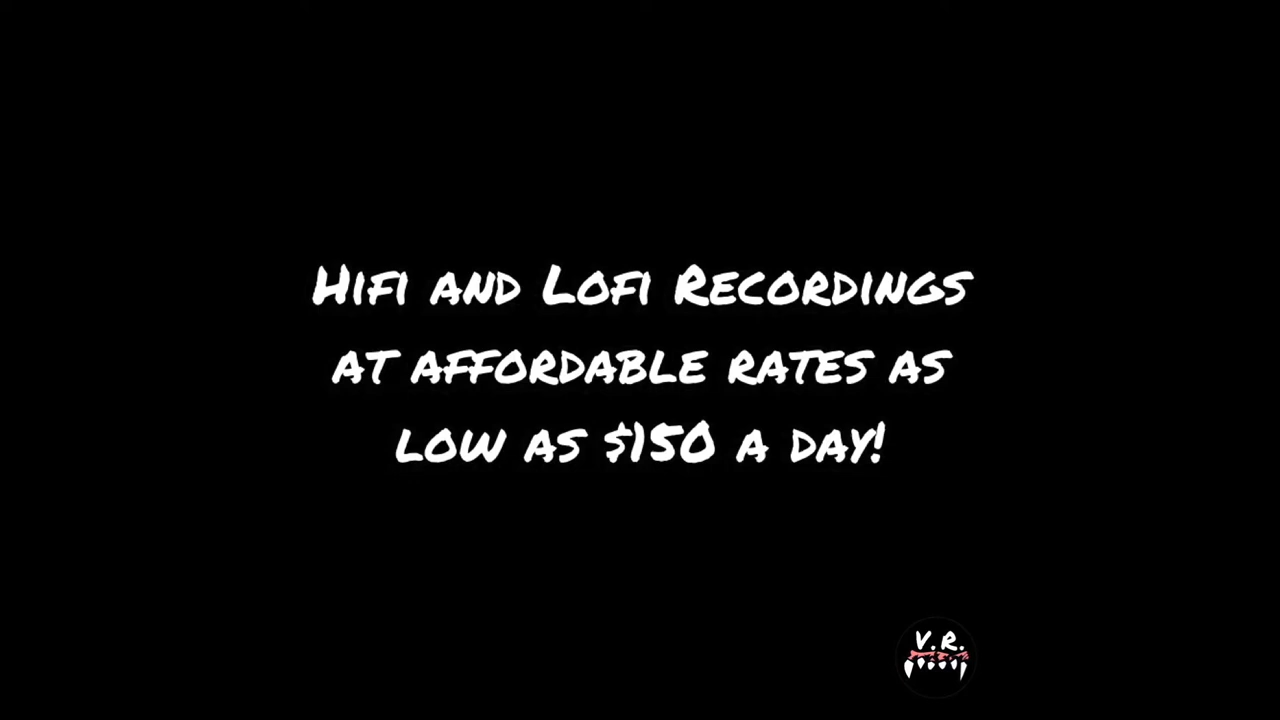 Hifi and Lofi Recordings
at affordable rates as
low as $150 a day!
V.R.